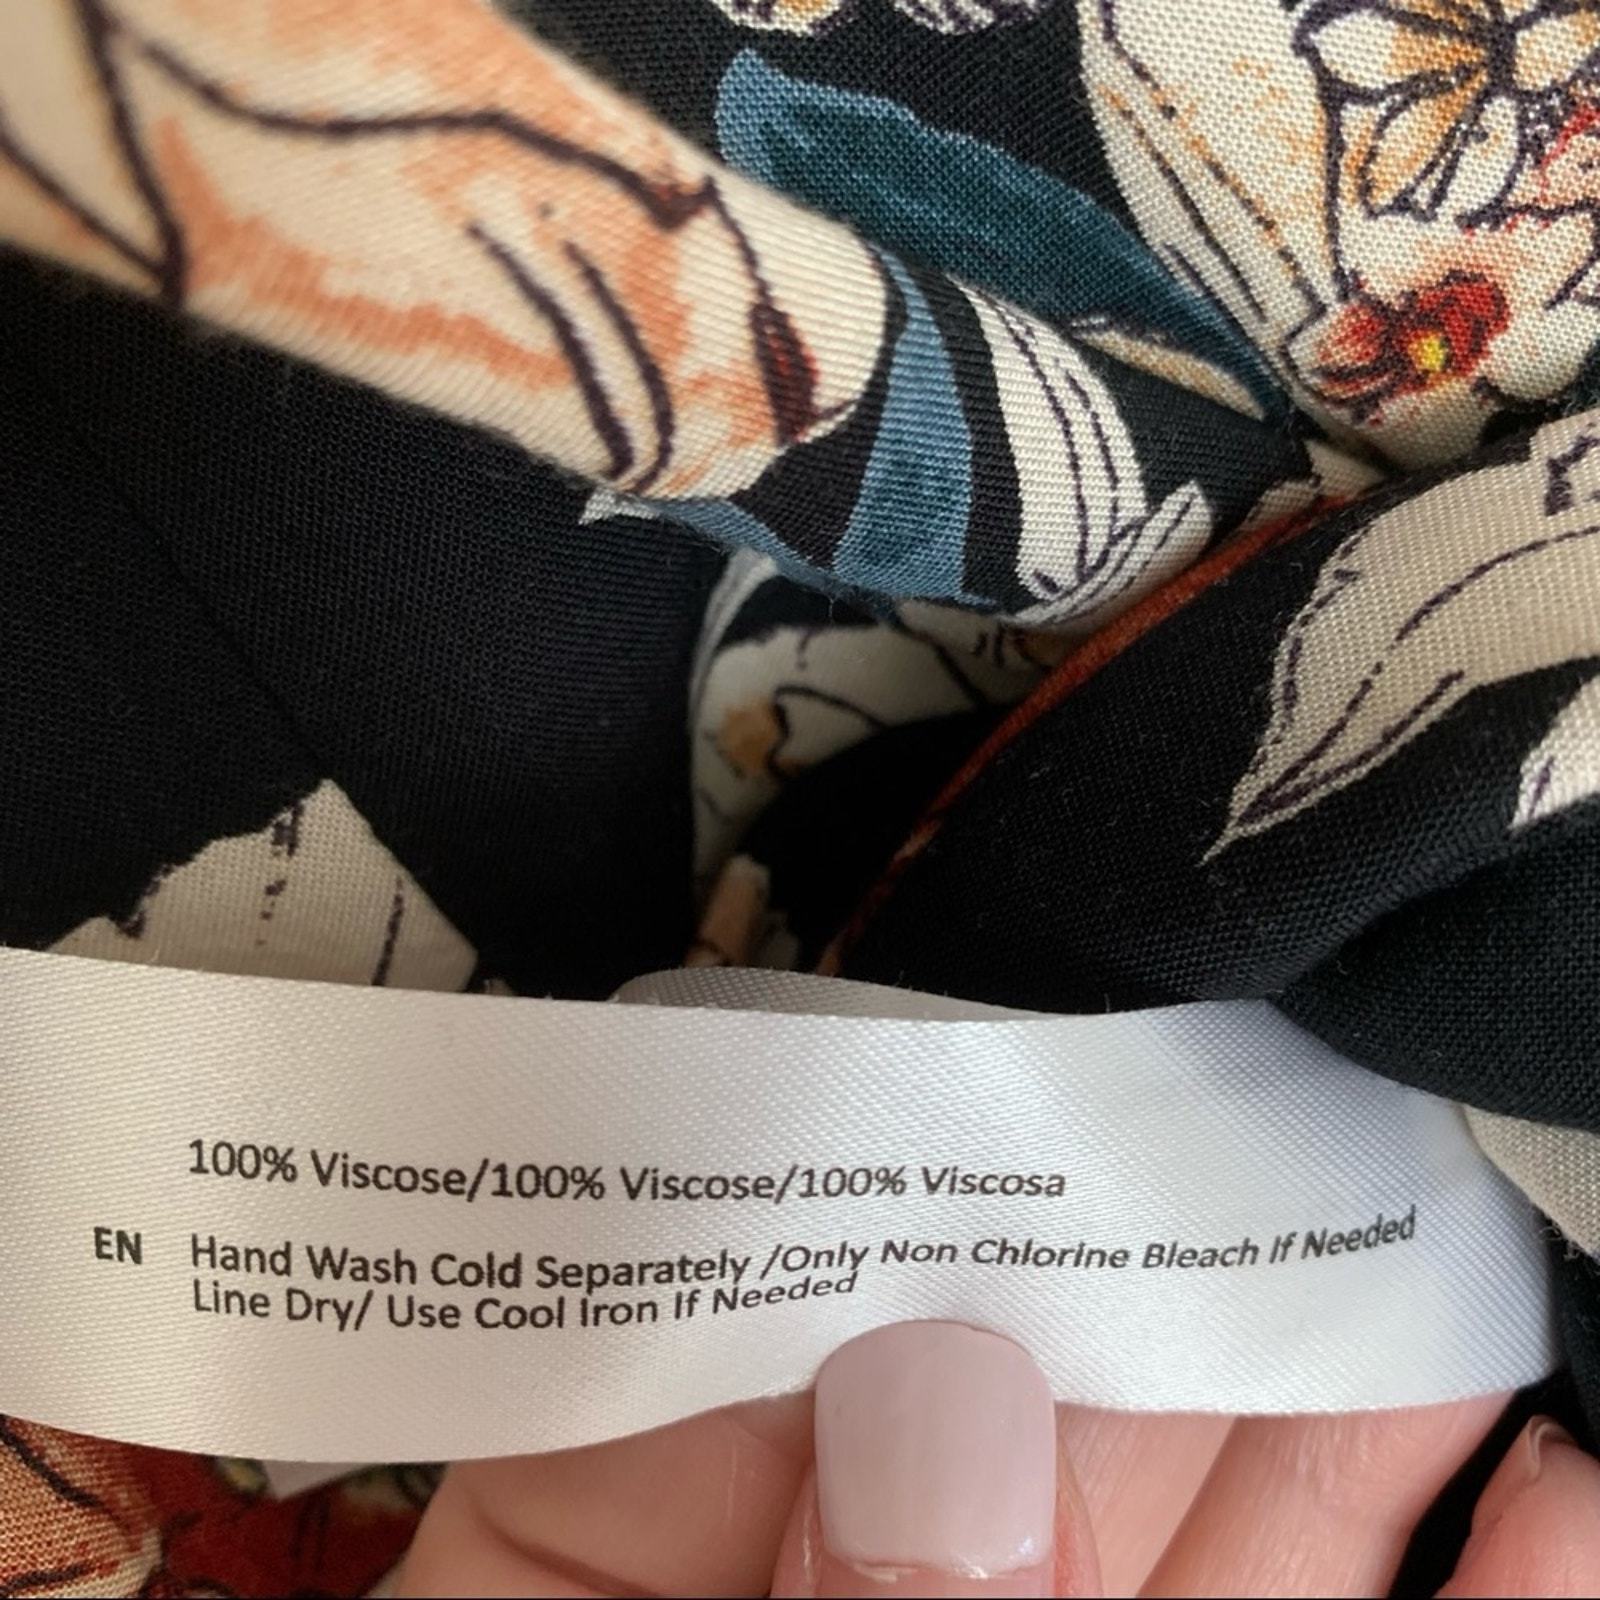 100% Viscose/100% Viscose/100% Viscosa
EN Hand Wash Cold Separately /Only Non Chlorine Bleach If Needed
Line Dry/ Use Cool Iron If Needed